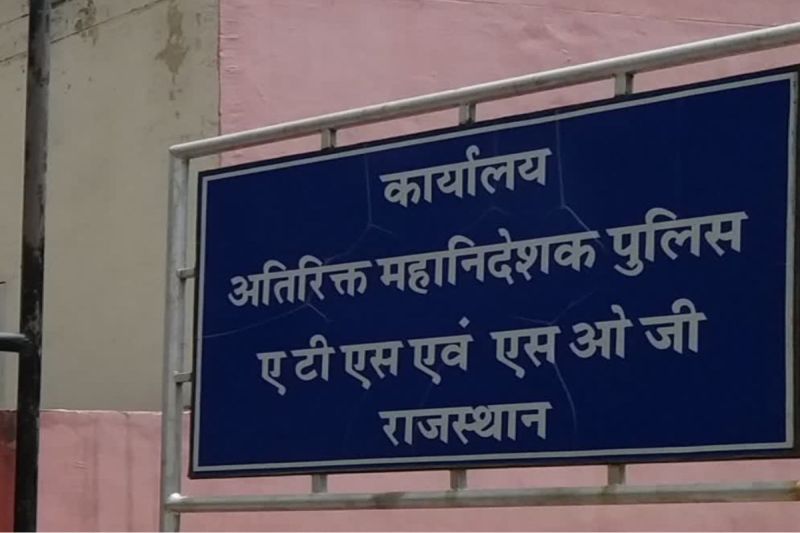 कार्यालय
अतिरिक्त महानिदेशक पुलिस
ए टी एस एवं एस ओ जी
राजस्थान